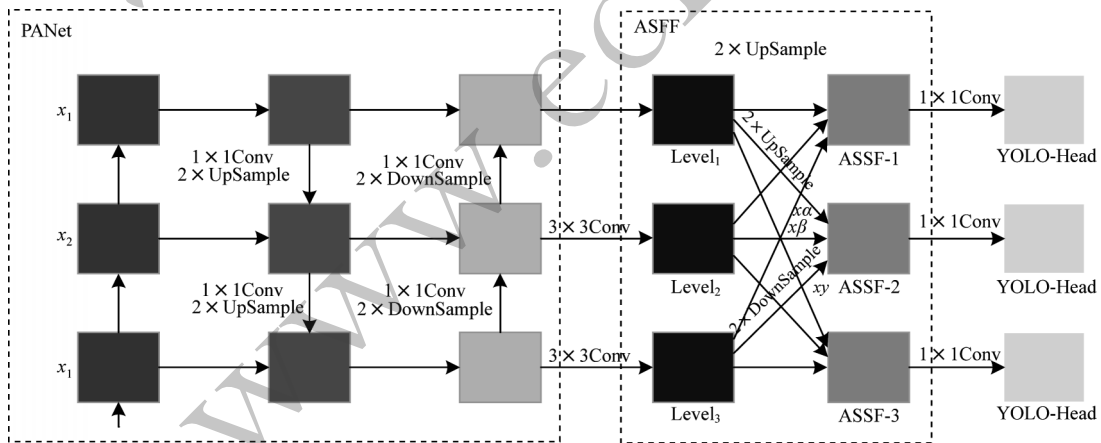 PANet
ASFF
2 × UpSample
x₁
1 × 1Conv
2 × UpSample
1 × 1Conv
2 × DownSample
Level₁
2 × UpSample
ASSF-1
1 × 1Conv
YOLO-Head
x₂
3 × 3Conv
xα
xβ
1 × 1Conv
1 × 1Conv
2 × UpSample
1 × 1Conv
2 × DownSample
Level₂
2 × DownSample
xy
ASSF-2
YOLO-Head
x₁
3 × 3Conv
1 × 1Conv
Level₃
ASSF-3
YOLO-Head